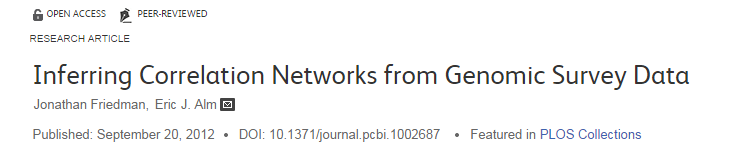 OPEN ACCESS PEER-REVIEWED
RESEARCH ARTICLE
Inferring Correlation Networks from Genomic Survey Data
Jonathan Friedman, Eric J. Alm
Published: September 20, 2012 • DOI: 10.1371/journal.pcbi.1002687 • Featured in PLOS Collections